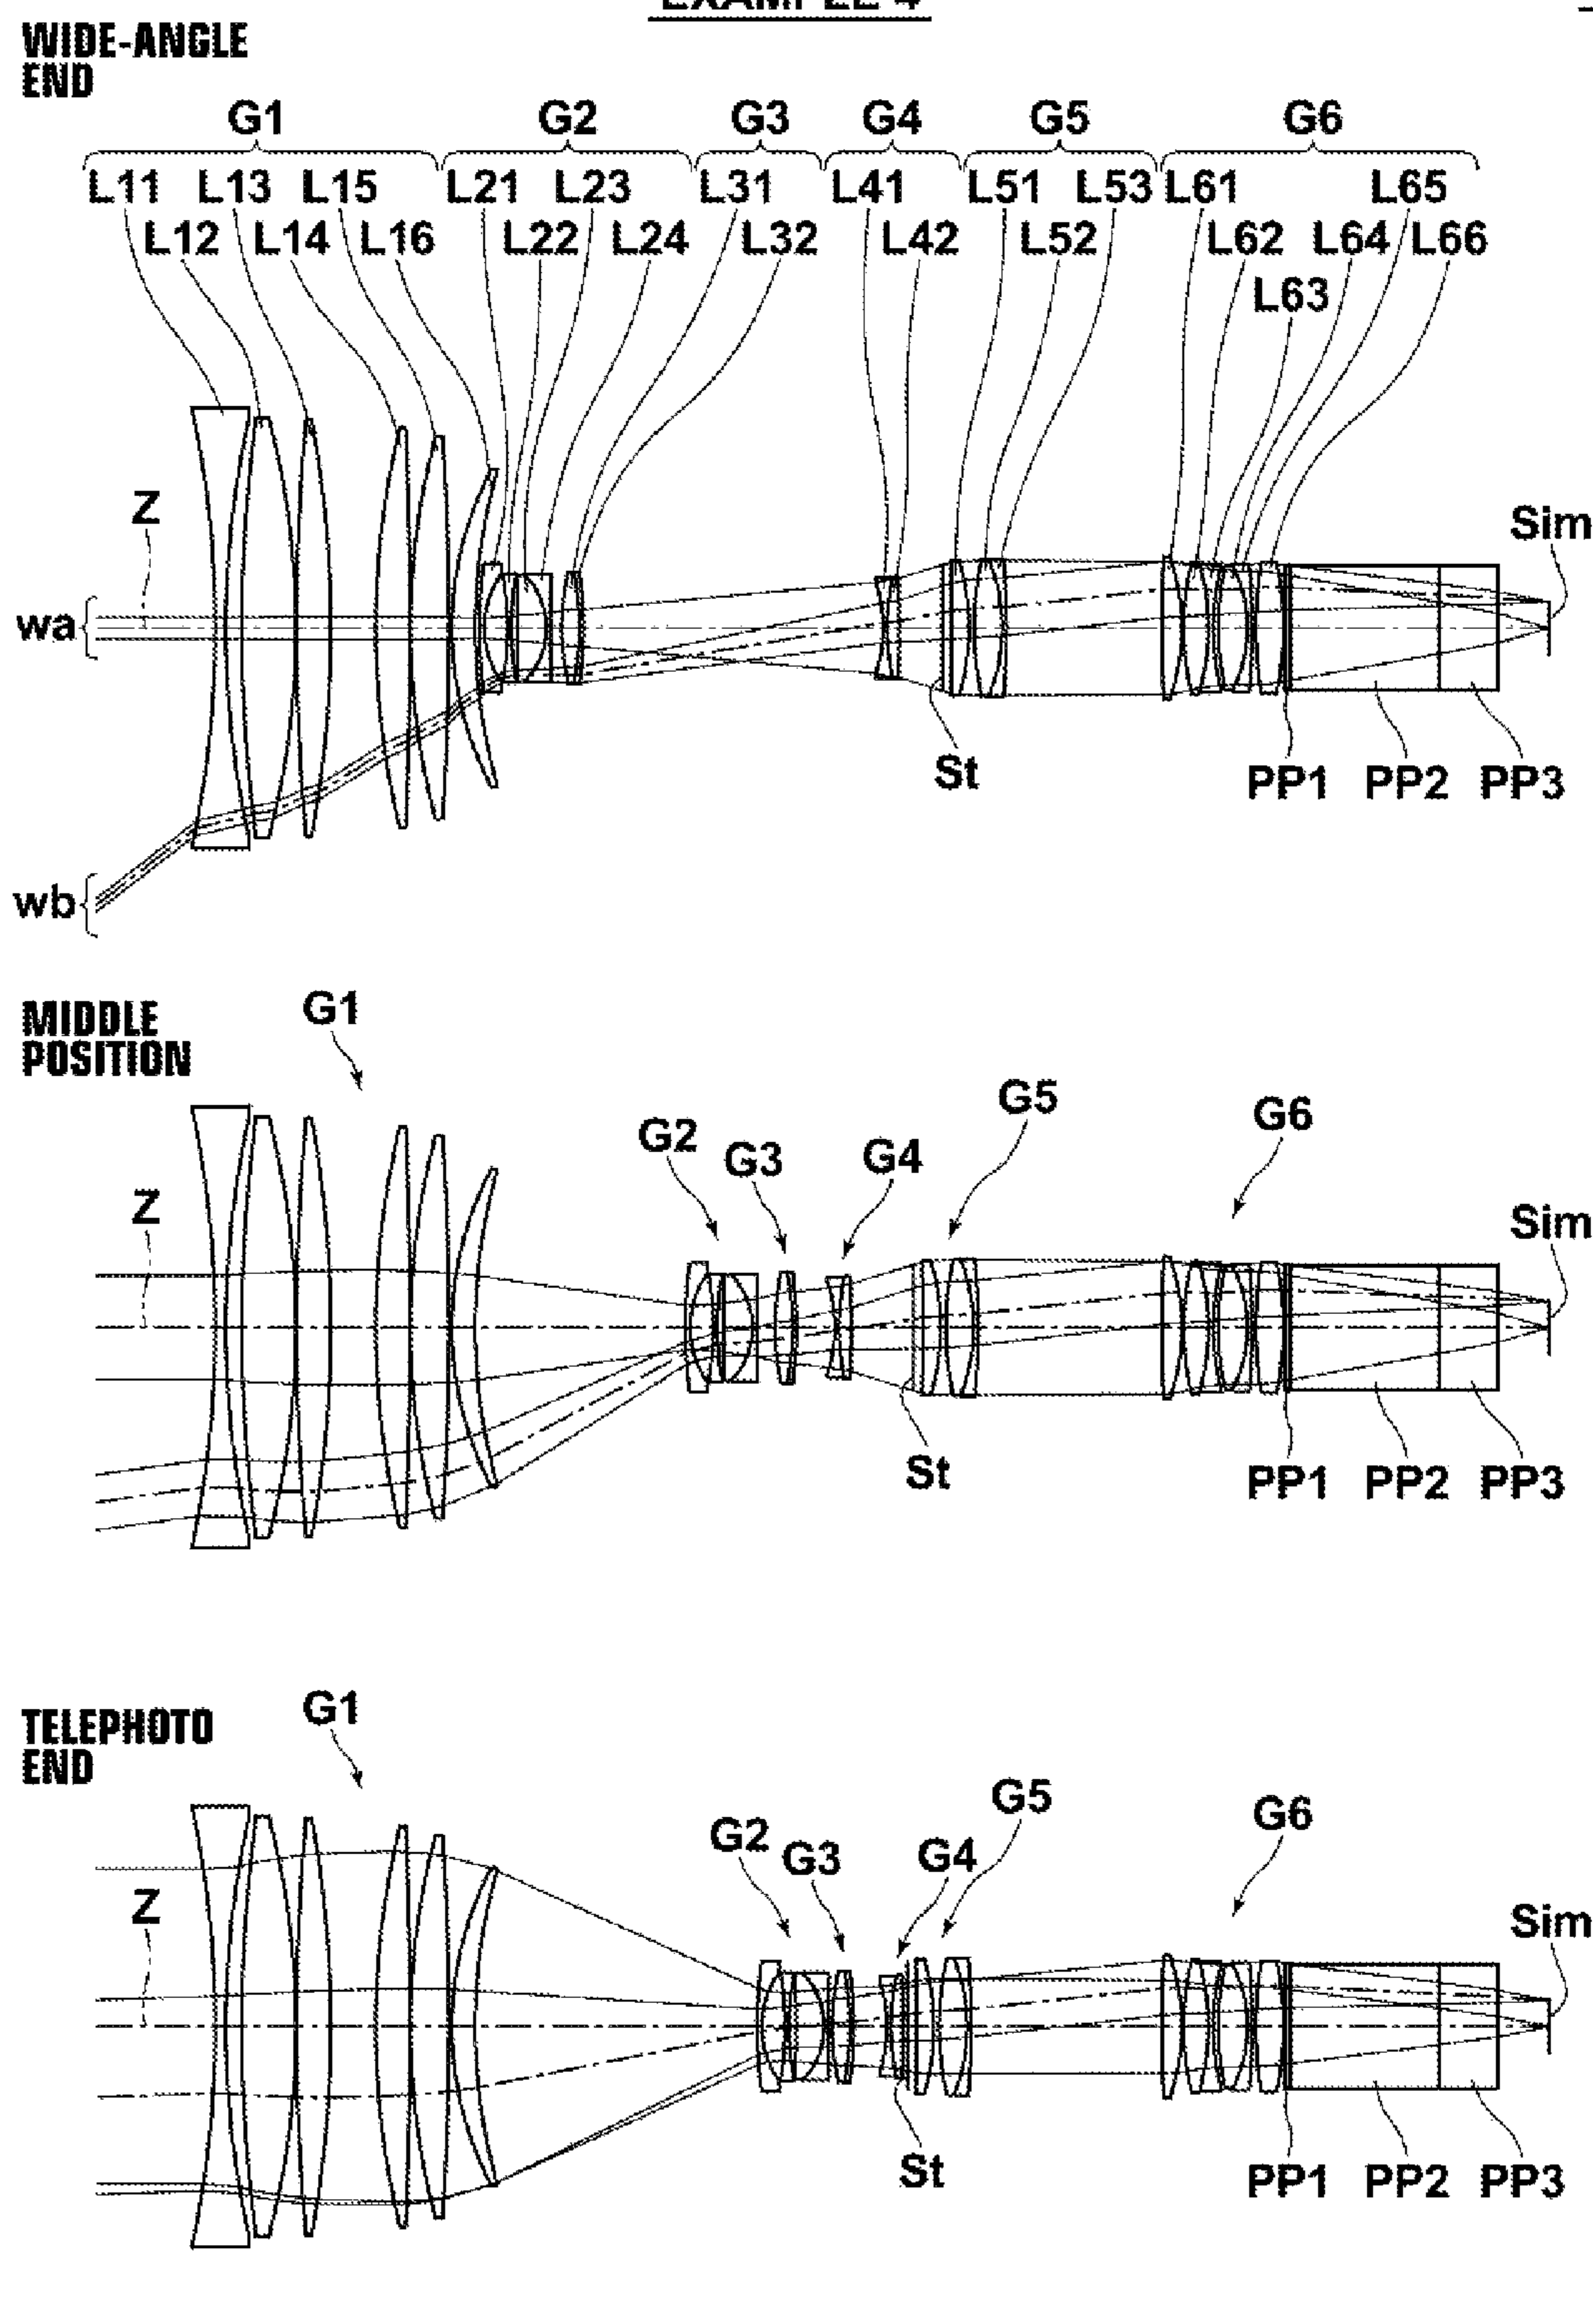 EXAMPLE 4
WIDE-ANGLE
END
G1 G2 G3 G4 G5 G6
L11 L13 L15 L21 L23 L31 L41 L51 L53 L61 L65
L12 L14 L16 L22 L24 L32 L42 L52 L62 L64 L66
L63
Z
Sim
wa
St
PP1 PP2 PP3
wb
MIDDLE
POSITION
G1
G5
G2
G3
G4
G6
Z
Sim
St
PP1 PP2 PP3
TELEPHOTO
END
G1
G5
G2
G3
G4
G6
Z
Sim
St
PP1 PP2 PP3